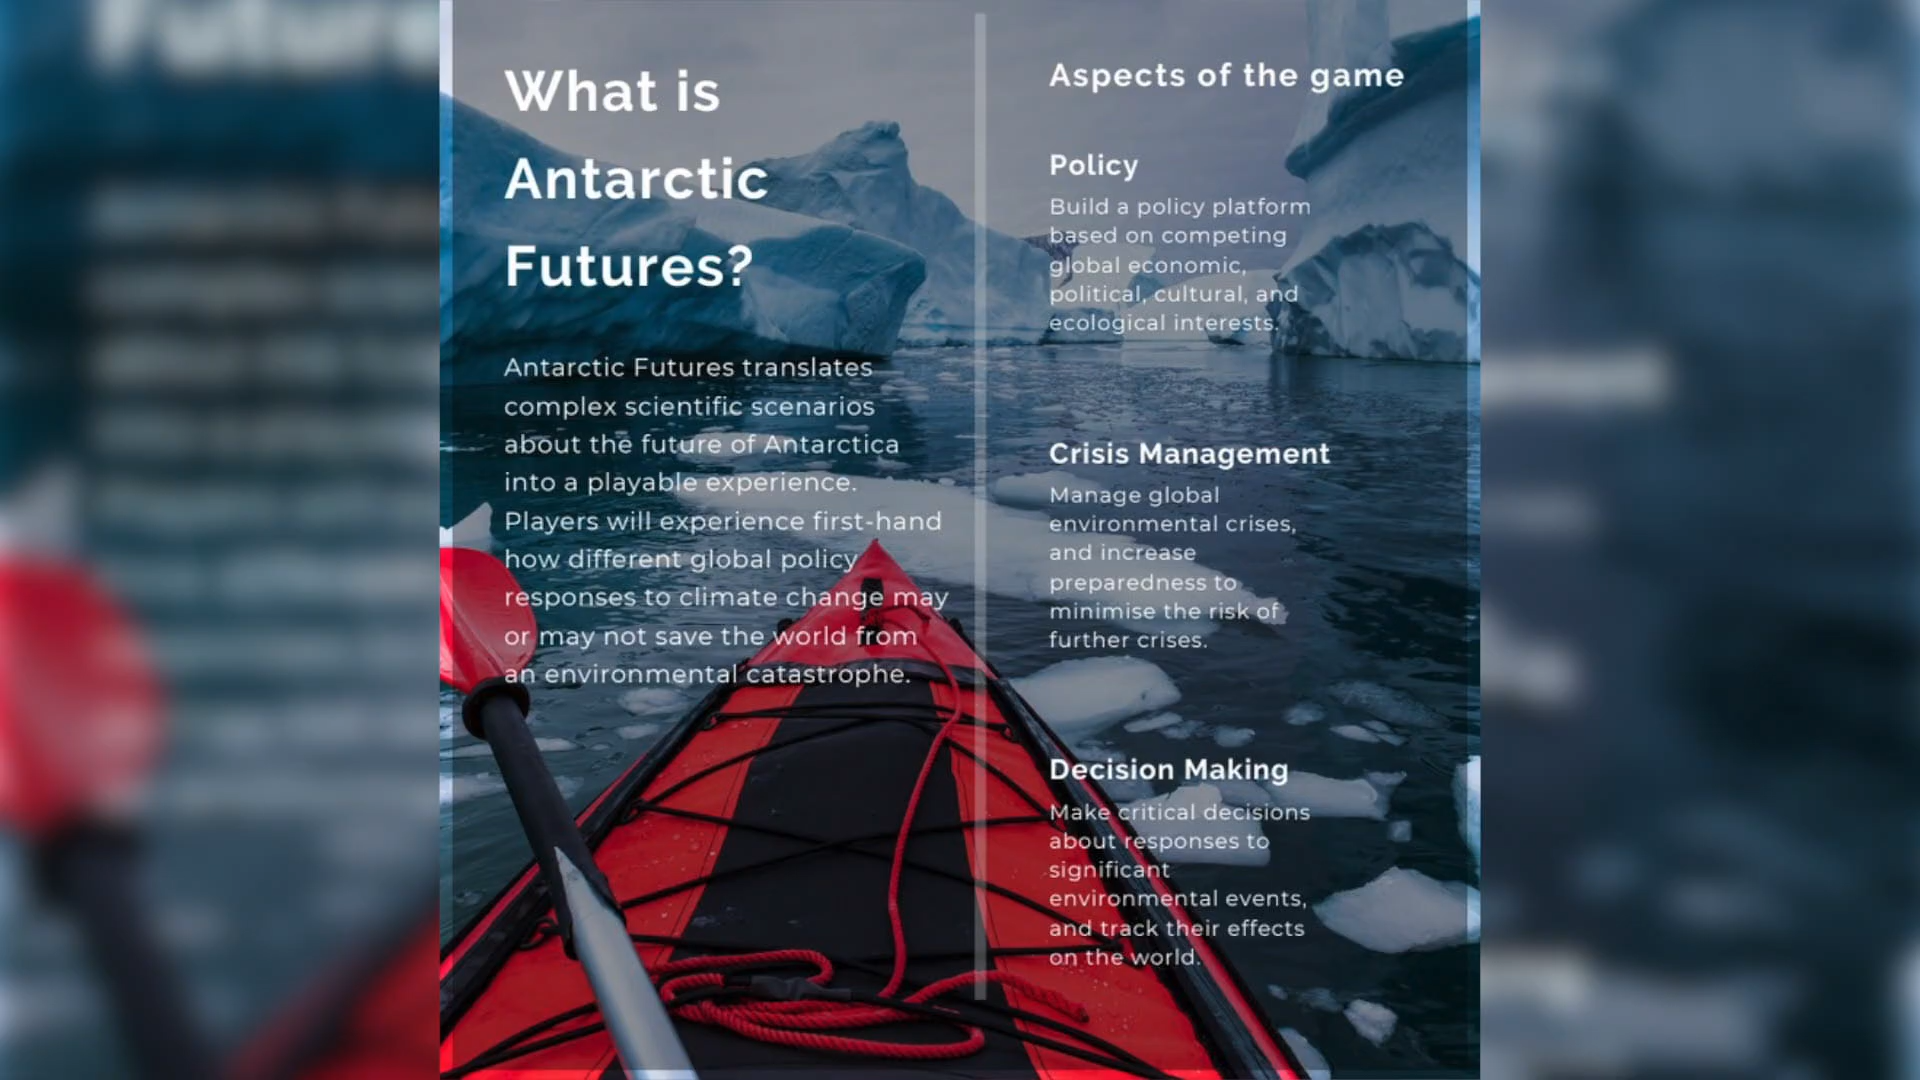 What is
Antarctic
Futures?
Antarctic Futures translates
complex scientific scenarios
about the future of Antarctica
into a playable experience.
Players will experience first-hand
how different global policy
responses to climate change may
or may not save the world from
an environmental catastrophe.
Aspects of the game
Policy
Build a policy platform
based on competing
global economic,
political, cultural, and
ecological interests.
Crisis Management
Manage global
environmental crises,
and increase
preparedness to
minimise the risk of
further crises.
Decision Making
Make critical decisions
about responses to
significant
environmental events,
and track their effects
on the world.